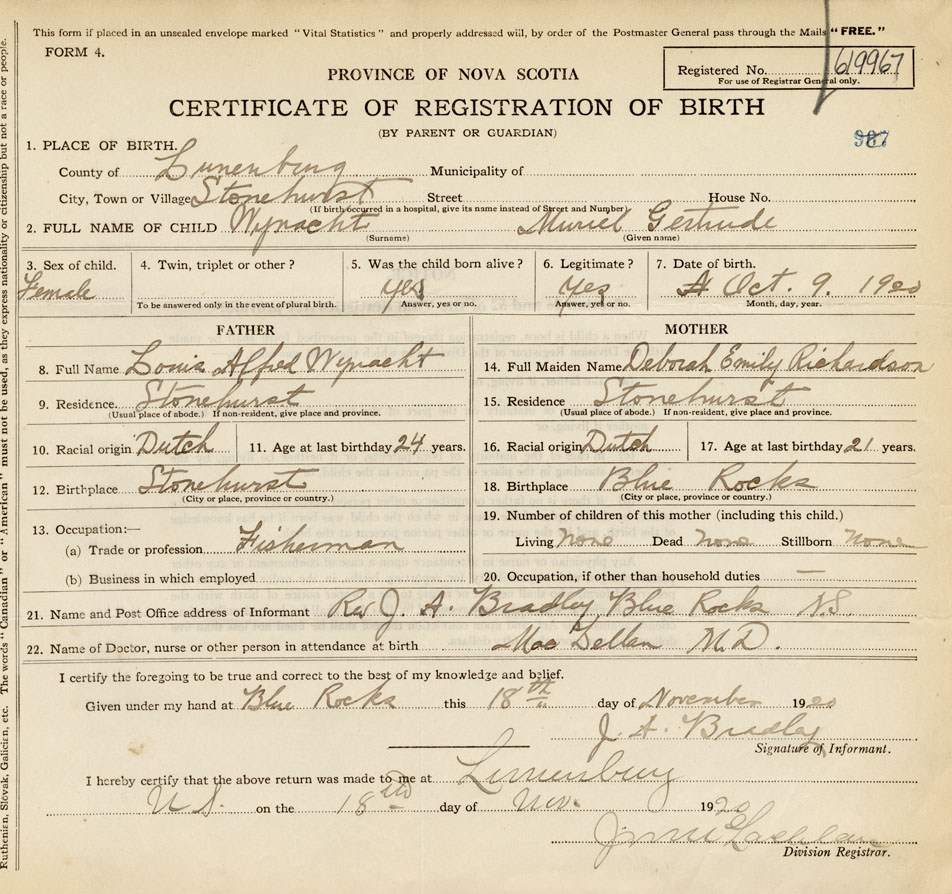 This form if placed in an unsealed envelope marked "Vital Statistics" and properly addressed will, by order of the Postmaster General pass through the Mails "FREE."
FORM 4.
Registered No. 619967
For use of Registrar General only.
PROVINCE OF NOVA SCOTIA
CERTIFICATE OF REGISTRATION OF BIRTH
(BY PARENT OR GUARDIAN)
987
1. PLACE OF BIRTH.
County of Lunenburg Municipality of
City, Town or Village Stonehurst Street House No.
(If birth occurred in a hospital, give its name instead of Street and Number)
2. FULL NAME OF CHILD Wynacht Muriel Gertrude
(Surname) (Given name)
3. Sex of child. 4. Twin, triplet or other? 5. Was the child born alive? 6. Legitimate? 7. Date of birth.
Female yes Yes Oct. 9. 1920
To be answered only in the event of plural birth. Answer, yes or no. Answer, yes or no. Month, day, year.
FATHER MOTHER
8. Full Name Louis Alfred Wynacht 14. Full Maiden Name Deborah Emily Richardson
9. Residence. Stonehurst 15. Residence Stonehurst
(Usual place of abode.) If non-resident, give place and province. (Usual place of abode.) If non-resident, give place and province.
10. Racial origin Dutch 11. Age at last birthday 24 years. 16. Racial origin Dutch 17. Age at last birthday 21 years.
12. Birthplace Stonehurst 18. Birthplace Blue Rocks
(City or place, province or country.) (City or place, province or country.)
13. Occupation:— 19. Number of children of this mother (including this child.)
(a) Trade or profession. Fisherman Living None Dead None Stillborn None
(b) Business in which employed 20. Occupation, if other than household duties —
21. Name and Post Office address of Informant Rev J. A. Bradley Blue Rocks N.S.
22. Name of Doctor, nurse or other person in attendance at birth M.D.
I certify the foregoing to be true and correct to the best of my knowledge and belief.
Given under my hand at Blue Rocks this 18th day of November 1920
J. A. Bradley
Signature of Informant.
I hereby certify that the above return was made to me at Lunenburg
N.S. on the 18th day of Nov. 1920
Division Registrar.
Ruthenian, Slovak, Galician, etc. The words "Canadian" or "American" must not be used, as they express nationality or citizenship but not a race or people.